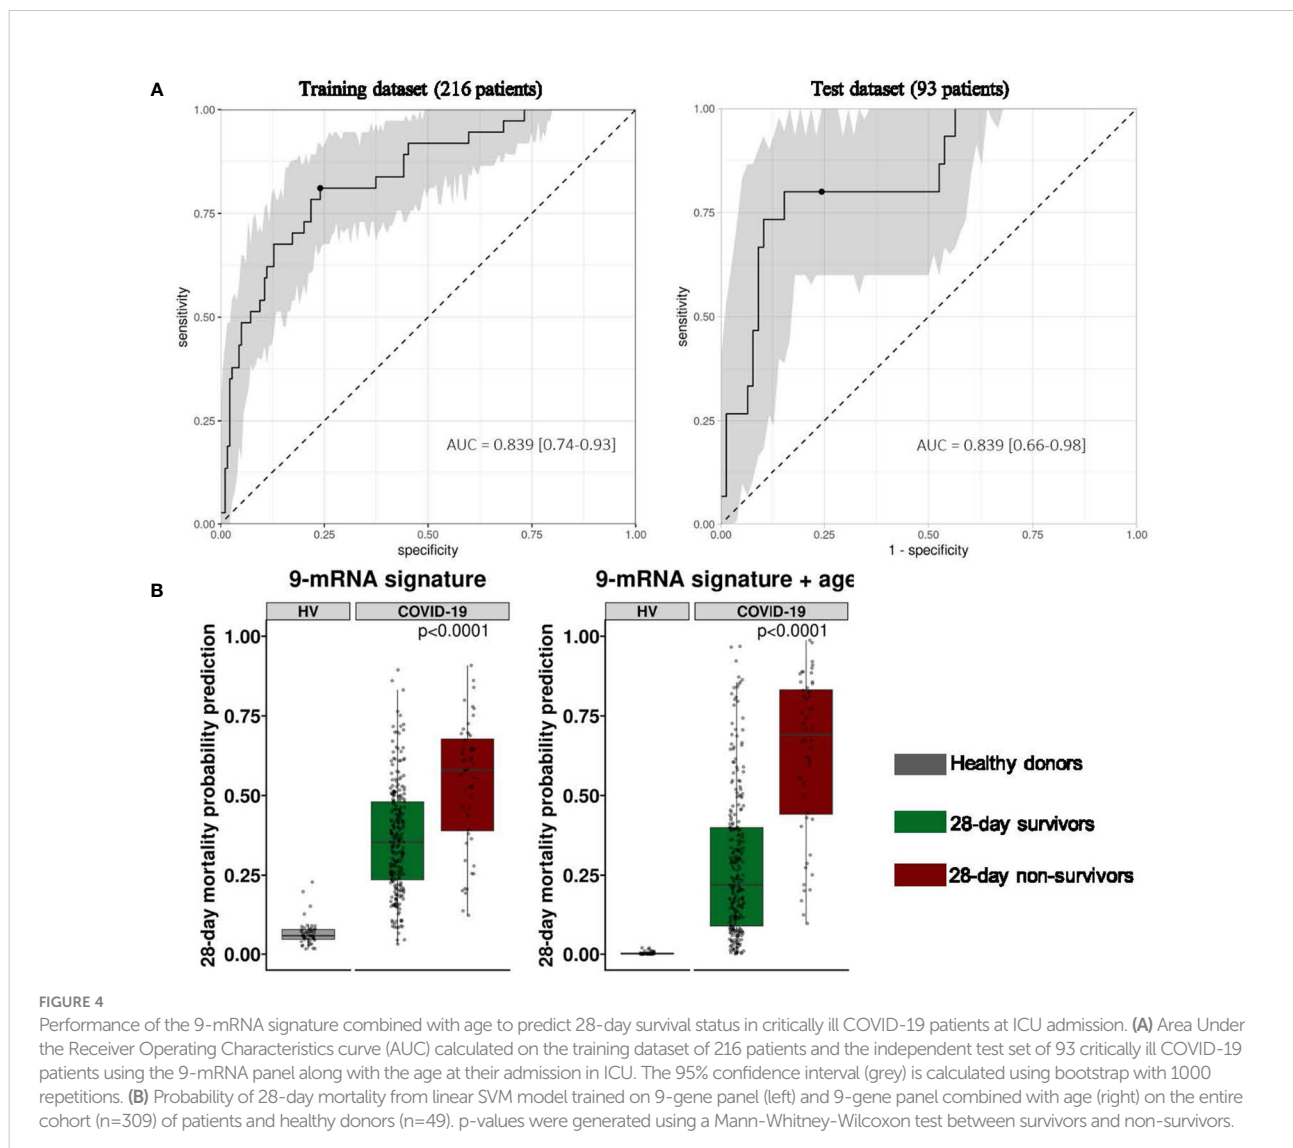 A
Training dataset (216 patients)
1.00
0.75
0.50
0.25
0.00
sensitivity
AUC = 0.839 [0.74-0.93]
0.00
0.25
0.50
0.75
1.00
specificity
Test dataset (93 patients)
1.00
0.75
0.50
0.25
0.00
sensitivity
AUC = 0.839 [0.66-0.98]
0.00
0.25
0.50
0.75
1.00
1 - specificity
B
9-mRNA signature
HV
COVID-19
p<0.0001
28-day mortality probability prediction
1.00
0.75
0.50
0.25
0.00
9-mRNA signature + age
HV
COVID-19
p<0.0001
28-day mortality probability prediction
1.00
0.75
0.50
0.25
0.00
Healthy donors
28-day survivors
28-day non-survivors
FIGURE 4
Performance of the 9-mRNA signature combined with age to predict 28-day survival status in critically ill COVID-19 patients at ICU admission. (A) Area Under
the Receiver Operating Characteristics curve (AUC) calculated on the training dataset of 216 patients and the independent test set of 93 critically ill COVID-19
patients using the 9-mRNA panel along with the age at their admission in ICU. The 95% confidence interval (grey) is calculated using bootstrap with 1000
repetitions. (B) Probability of 28-day mortality from linear SVM model trained on 9-gene panel (left) and 9-gene panel combined with age (right) on the entire
cohort (n=309) of patients and healthy donors (n=49). p-values were generated using a Mann-Whitney-Wilcoxon test between survivors and non-survivors.